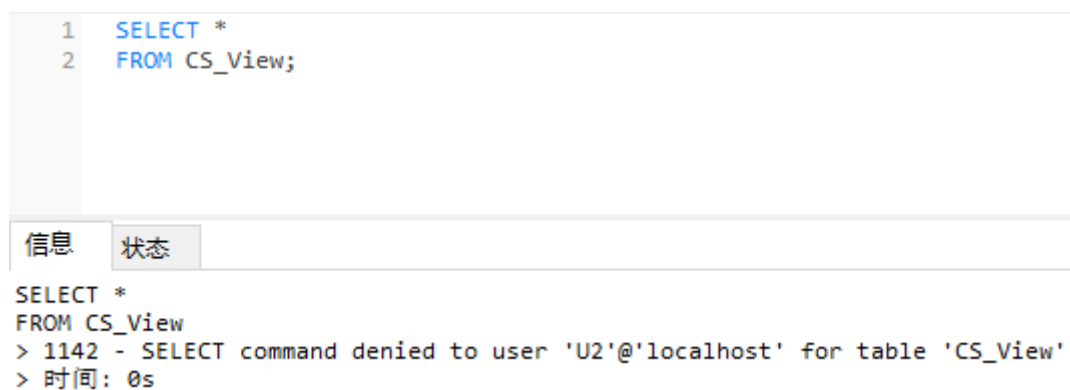 1 SELECT *
2 FROM CS_View;
信息 状态
SELECT *
FROM CS_View
> 1142 - SELECT command denied to user 'U2'@'localhost' for table 'CS_View'
> 时间: 0s